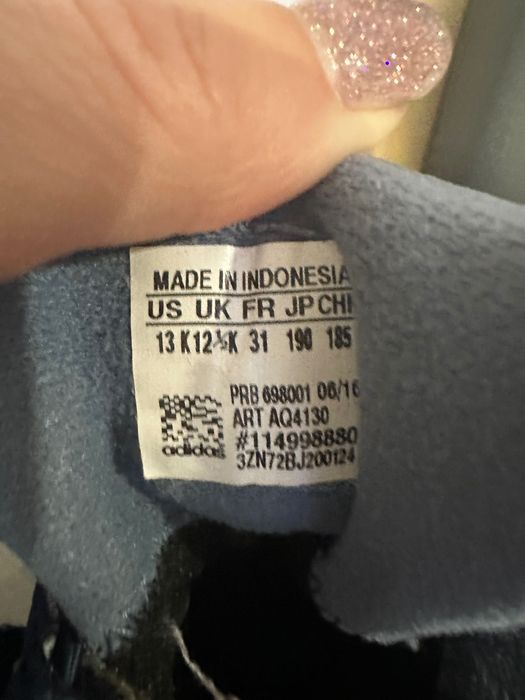 MADE IN INDONESIA
US UK FR JP CHN
13 K 12½K 31 190 185
PRB 698001 06/16
ART AQ4130
#114998880
adidas 3ZN72BJ200124